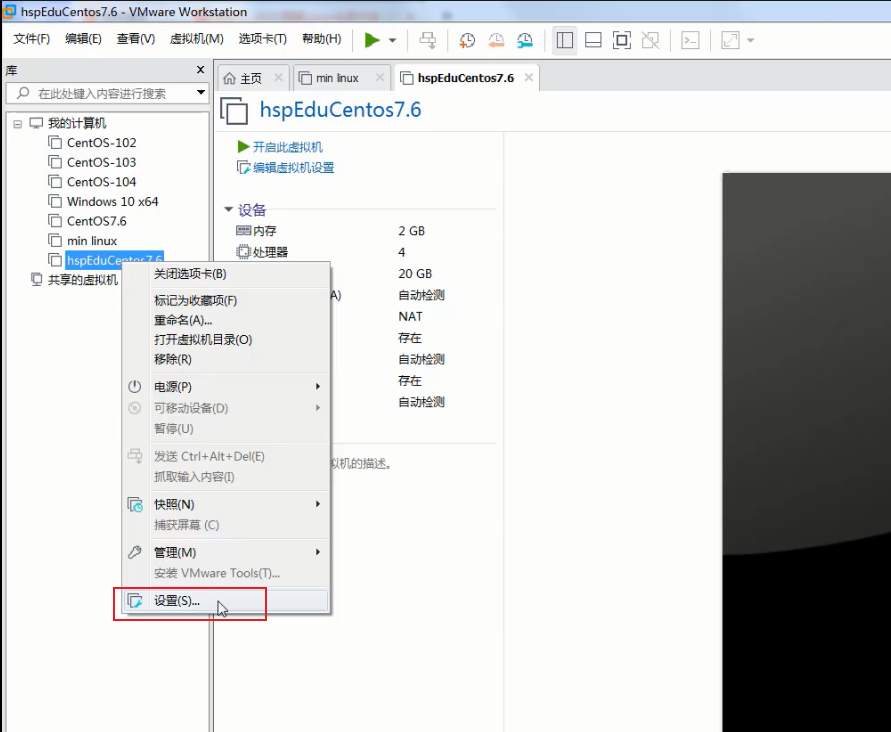 hspEduCentos7.6 - VMware Workstation
文件(F) 编辑(E) 查看(V) 虚拟机(M) 选项卡(T) 帮助(H)
库
在此处键入内容进行搜索
主页 min linux hspEduCentos7.6
hspEduCentos7.6
我的计算机
CentOS-102
CentOS-103
CentOS-104
Windows 10 x64
CentOS7.6
min linux
hspEduCentos7.6
共享的虚拟机
开启此虚拟机
编辑虚拟机设置
设备
内存 2 GB
处理器 4
20 GB
A) 自动检测
NAT
存在
自动检测
存在
自动检测
拟机的描述。
关闭选项卡(B)
标记为收藏项(F)
重命名(A)...
打开虚拟机目录(O)
移除(R)
电源(P)
可移动设备(D)
暂停(U)
发送 Ctrl+Alt+Del(E)
抓取输入内容(I)
快照(N)
捕获屏幕 (C)
管理(M)
安装 VMware Tools(T)...
设置(S)...